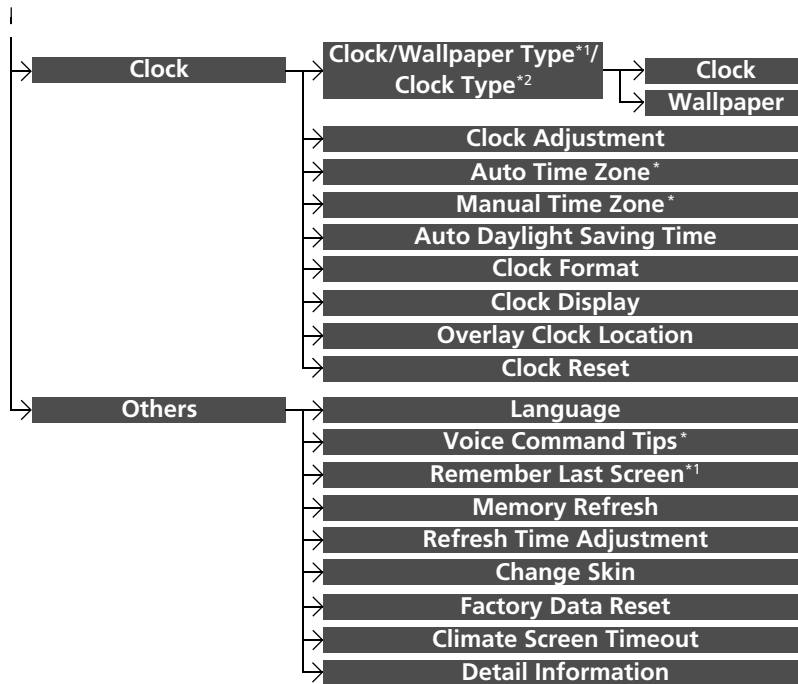 Clock
Clock/Wallpaper Type*1/
Clock Type*2
Clock
Wallpaper
Clock Adjustment
Auto Time Zone*
Manual Time Zone*
Auto Daylight Saving Time
Clock Format
Clock Display
Overlay Clock Location
Clock Reset
Others
Language
Voice Command Tips*
Remember Last Screen*1
Memory Refresh
Refresh Time Adjustment
Change Skin
Factory Data Reset
Climate Screen Timeout
Detail Information